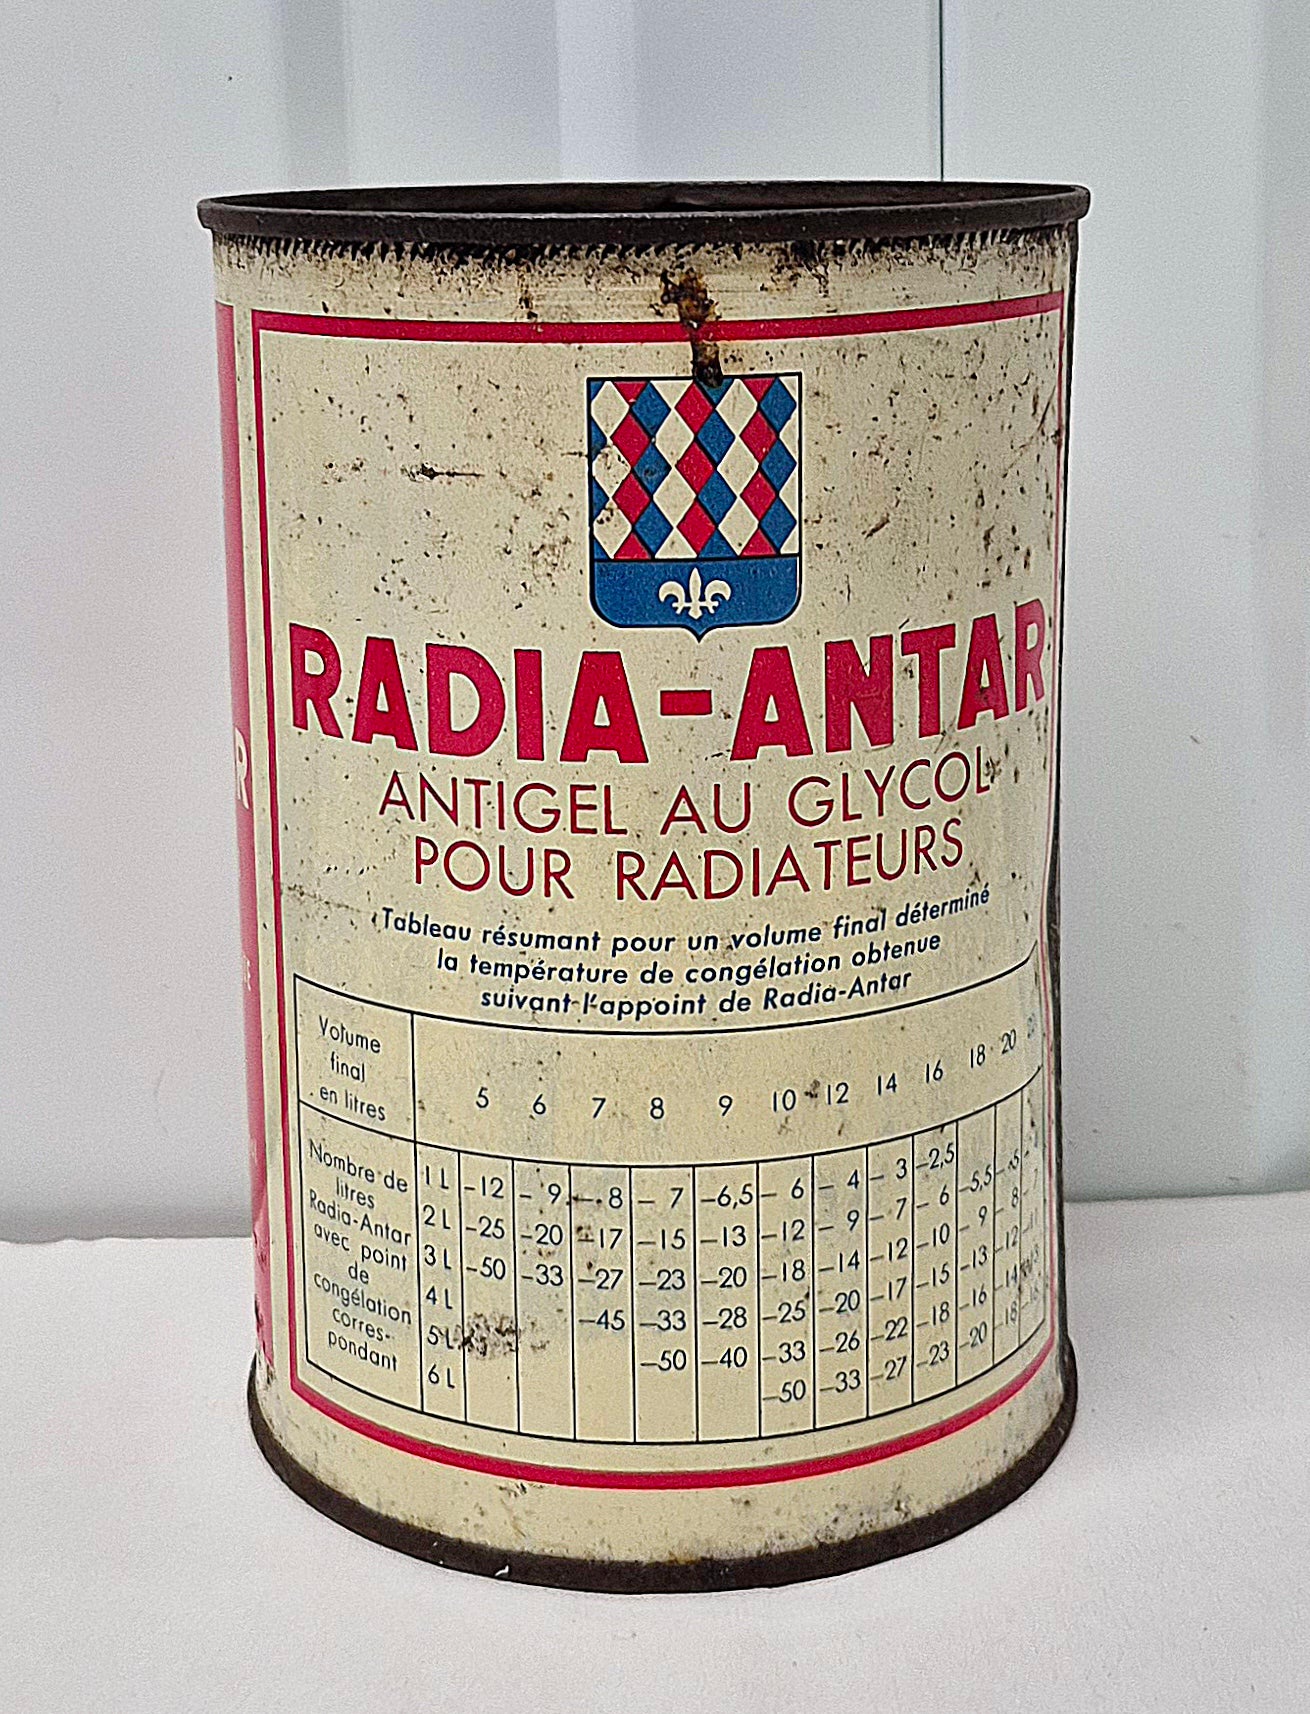 RADIA-ANTAR
ANTIGEL AU GLYCOL
POUR RADIATEURS
Tableau résumant pour un volume final déterminé
la température de congélation obtenue
suivant l'appoint de Radia-Antar
Volume
final
en litres
5 6 7 8 9 10 12 14 16 18 20
Nombre de
litres
Radia-Antar
avec point
de
congélation
corres-
pondant
1 L -12 - 9 - 8 - 7 -6,5 - 6 - 4 - 3 -2,5
2 L -25 -20 -17 -15 -13 -12 - 9 - 7 - 6 -5,5 -5
3 L -50 -33 -27 -23 -20 -18 -14 -12 -10 - 9 - 8 -7
4 L -45 -33 -28 -25 -20 -17 -15 -13 -12
5 L -50 -40 -33 -26 -22 -18 -16 -14
6 L -50 -33 -27 -23 -20 -18
R